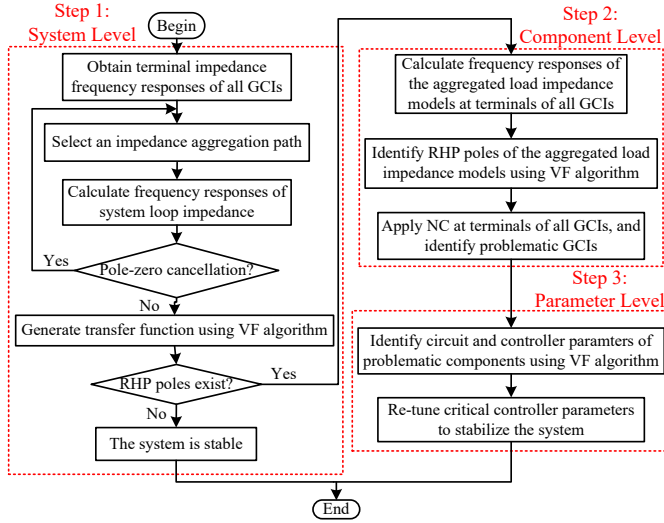 Step 1:
System Level
Begin
Obtain terminal impedance
frequency responses of all GCIs
Select an impedance aggregation path
Calculate frequency responses of
system loop impedance
Yes
Pole-zero cancellation?
No
Generate transfer function using VF algorithm
RHP poles exist?
Yes
No
The system is stable
Step 2:
Component Level
Calculate frequency responses of
the aggregated load impedance
models at terminals of all GCIs
Identify RHP poles of the aggregated load
impedance models using VF algorithm
Apply NC at terminals of all GCIs, and
identify problematic GCIs
Step 3:
Parameter Level
Identify circuit and controller paramters of
problematic components using VF algorithm
Re-tune critical controller parameters
to stabilize the system
End